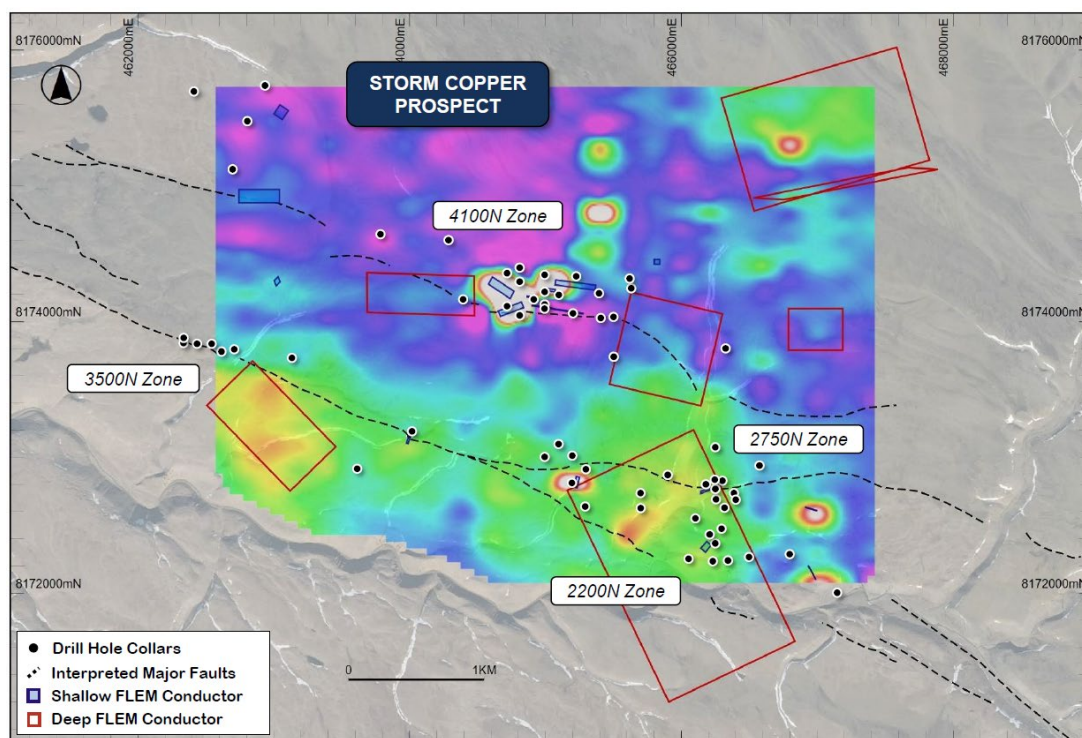 462000mE
464000mE
466000mE
468000mE
8176000mN
8176000mN
STORM COPPER
PROSPECT
4100N Zone
8174000mN
8174000mN
3500N Zone
2750N Zone
2200N Zone
8172000mN
8172000mN
Drill Hole Collars
Interpreted Major Faults
Shallow FLEM Conductor
Deep FLEM Conductor
0 1KM